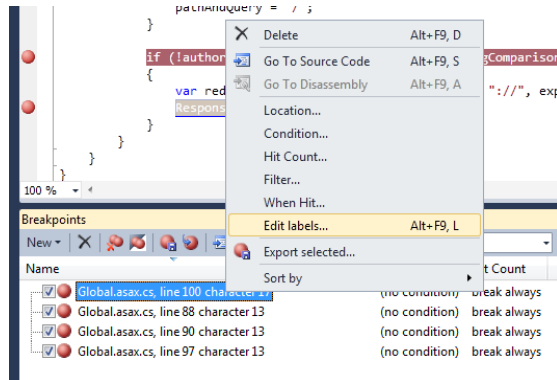 pathAndQuery = "/";
}
if (!author
gComparison
{
var red
"://", exp
Respons
}
}
}
}
Delete Alt+F9, D
Go To Source Code Alt+F9, S
Go To Disassembly Alt+F9, A
Location...
Condition...
Hit Count...
Filter...
When Hit...
Edit labels... Alt+F9, L
Export selected...
Sort by
100 %
Breakpoints
New
Name t Count
Global.asax.cs, line 100 character 17 (no condition) break always
Global.asax.cs, line 88 character 13 (no condition) break always
Global.asax.cs, line 90 character 13 (no condition) break always
Global.asax.cs, line 97 character 13 (no condition) break always